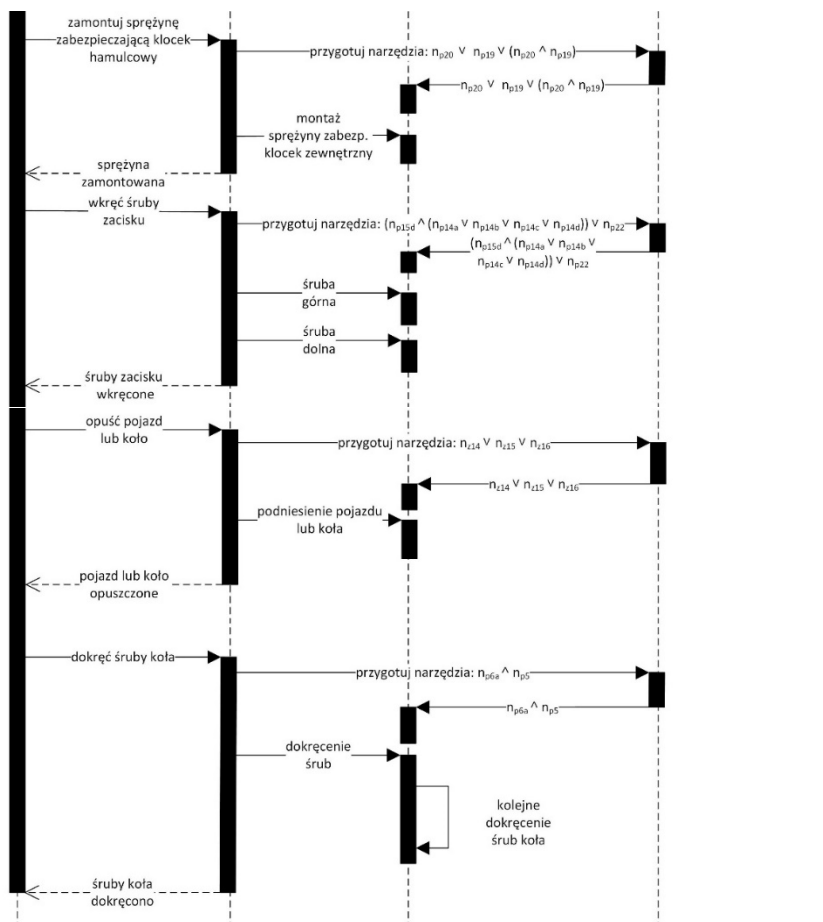 zamontuj sprężynę
zabezpieczającą klocek
hamulcowy
przygotuj narzędzia: np20 ∨ np19 ∨ (np20 ^ np19)
np20 ∨ np19 ∨ (np20 ^ np19)
montaż
sprężyny zabezp.
klocek zewnętrzny
sprężyna
zamontowana
wkręć śruby
zacisku
przygotuj narzędzia: (np15d ^ (np14a ∨ np14b ∨ np14c ∨ np14d)) ∨ np22
(np15d ^ (np14a ∨ np14b ∨
np14c ∨ np14d)) ∨ np22
śruba
górna
śruba
dolna
śruby zacisku
wkręcone
opuść pojazd
lub koło
przygotuj narzędzia: nz14 ∨ nz15 ∨ nz16
nz14 ∨ nz15 ∨ nz16
podniesienie pojazdu
lub koła
pojazd lub koło
opuszczone
dokręć śruby koła
przygotuj narzędzia: np6a ^ np5
np6a ^ np5
dokręcenie
śrub
kolejne
dokręcenie
śrub koła
śruby koła
dokręcono